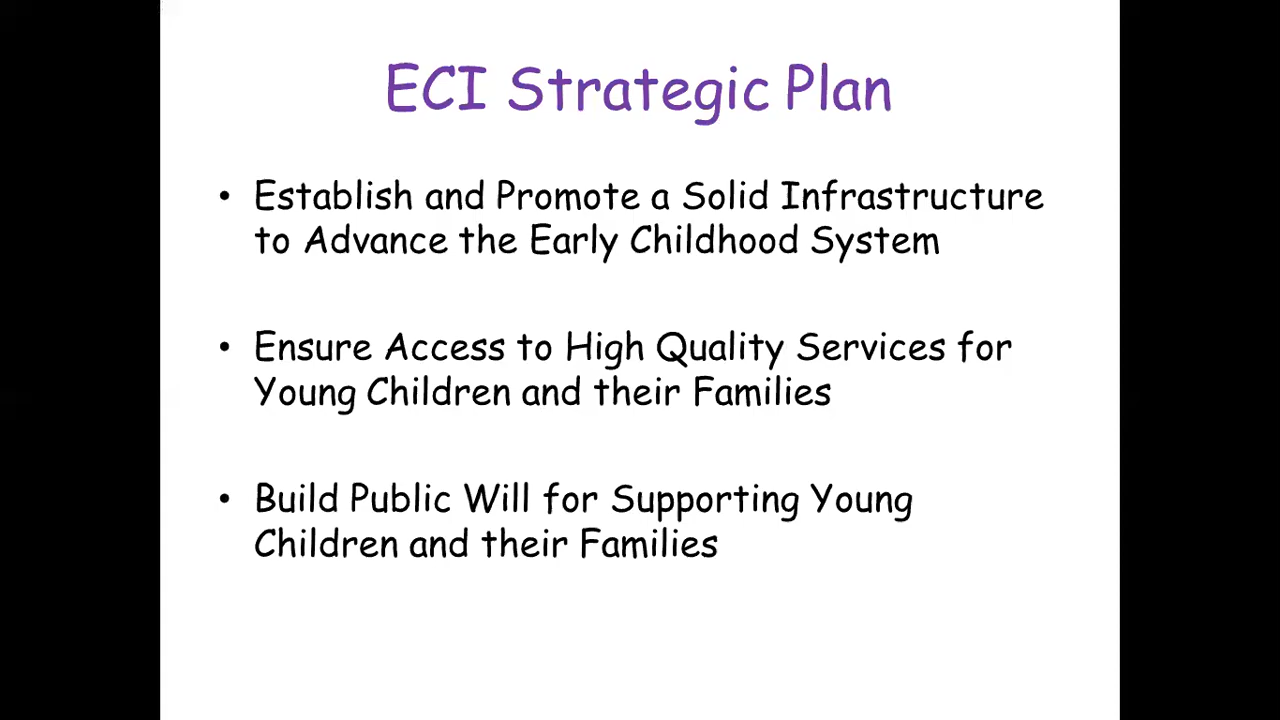 ECI Strategic Plan
• Establish and Promote a Solid Infrastructure
to Advance the Early Childhood System
• Ensure Access to High Quality Services for
Young Children and their Families
• Build Public Will for Supporting Young
Children and their Families